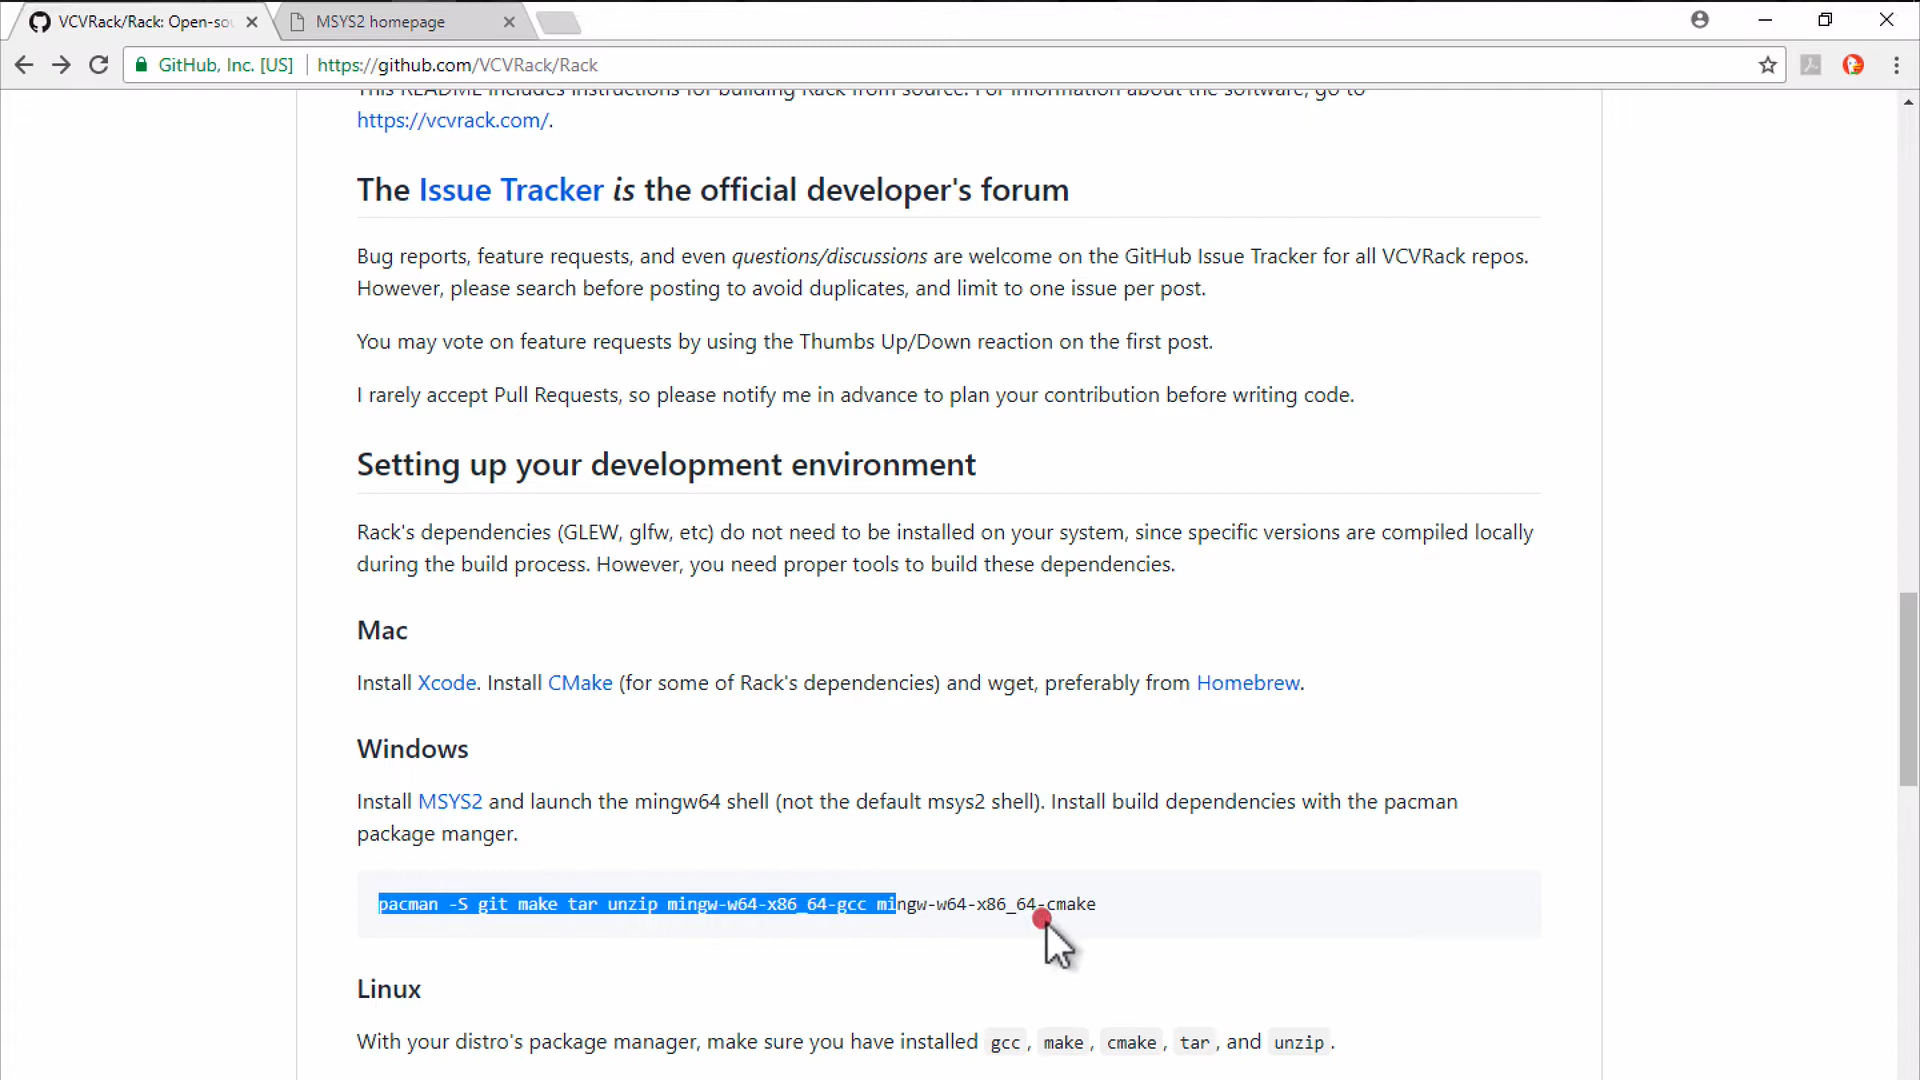 VCVRack/Rack: Open-so
MSYS2 homepage
GitHub, Inc. [US]
https://github.com/VCVRack/Rack
This README includes instructions for building Rack from source. For information about the software, go to
https://vcvrack.com/.
The Issue Tracker is the official developer's forum
Bug reports, feature requests, and even questions/discussions are welcome on the GitHub Issue Tracker for all VCVRack repos.
However, please search before posting to avoid duplicates, and limit to one issue per post.
You may vote on feature requests by using the Thumbs Up/Down reaction on the first post.
I rarely accept Pull Requests, so please notify me in advance to plan your contribution before writing code.
Setting up your development environment
Rack's dependencies (GLEW, glfw, etc) do not need to be installed on your system, since specific versions are compiled locally
during the build process. However, you need proper tools to build these dependencies.
Mac
Install Xcode. Install CMake (for some of Rack's dependencies) and wget, preferably from Homebrew.
Windows
Install MSYS2 and launch the mingw64 shell (not the default msys2 shell). Install build dependencies with the pacman
package manger.
pacman -S git make tar unzip mingw-w64-x86_64-gcc mingw-w64-x86_64-cmake
Linux
With your distro's package manager, make sure you have installed gcc, make, cmake, tar, and unzip.